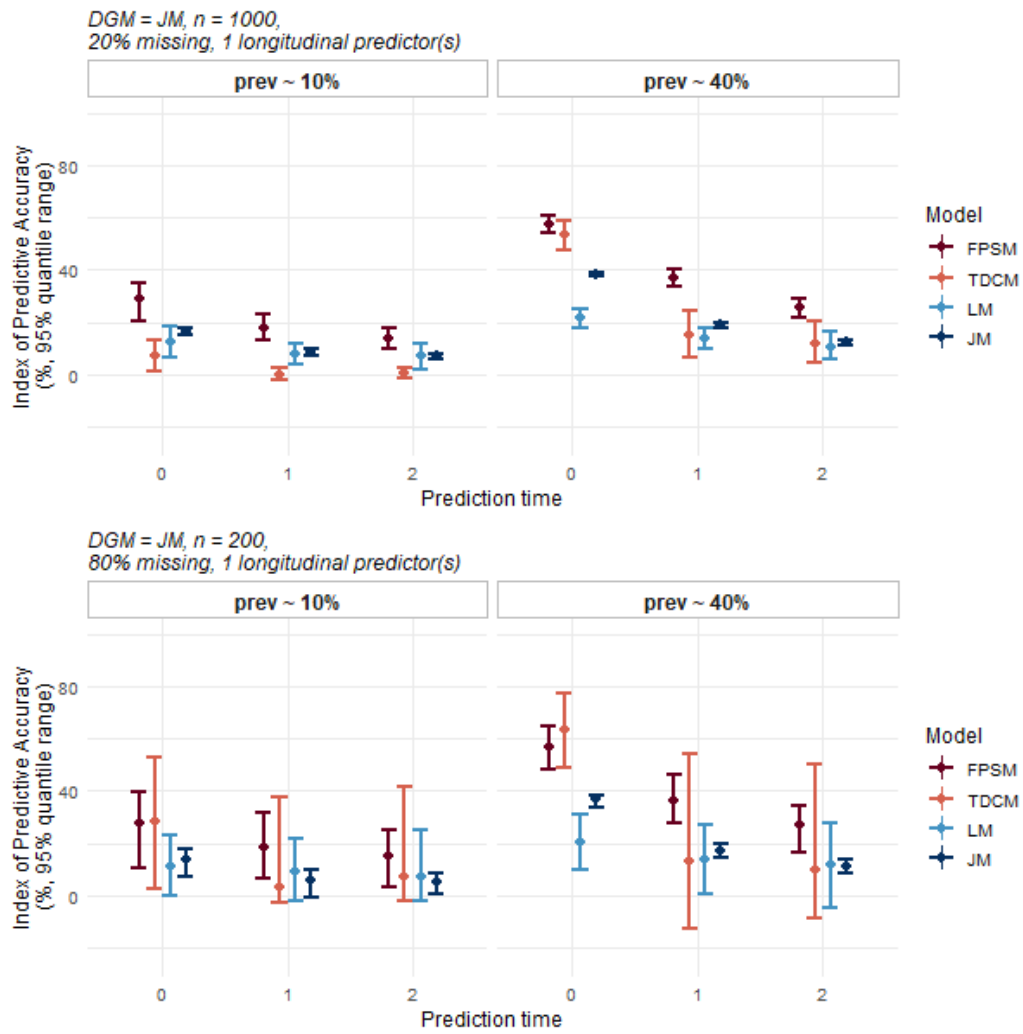 DGM = JM, n = 1000,
20% missing, 1 longitudinal predictor(s)
prev ~ 10%
prev ~ 40%
Index of Predictive Accuracy
(%, 95% quantile range)
80
40
0
0
1
2
0
1
2
Prediction time
Model
FPSM
TDCM
LM
JM
DGM = JM, n = 200,
80% missing, 1 longitudinal predictor(s)
prev ~ 10%
prev ~ 40%
Index of Predictive Accuracy
(%, 95% quantile range)
80
40
0
0
1
2
0
1
2
Prediction time
Model
FPSM
TDCM
LM
JM